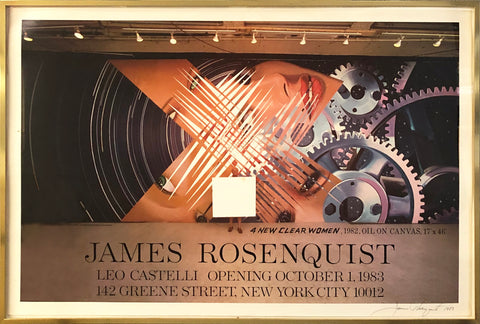 4 NEW CLEAR WOMEN, 1982, OIL ON CANVAS, 17 x 46'
JAMES ROSENQUIST
LEO CASTELLI OPENING OCTOBER 1, 1983
142 GREENE STREET, NEW YORK CITY 10012